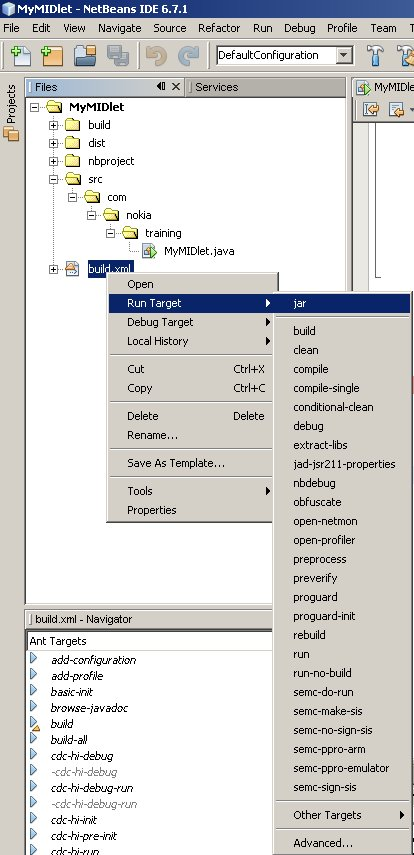 MyMIDlet - NetBeans IDE 6.7.1
File Edit View Navigate Source Refactor Run Debug Profile Team
DefaultConfiguration
Projects
Files
Services
MyMIDle
MyMIDlet
build
dist
nbproject
src
com
nokia
training
MyMIDlet.java
build.xml
Open
Run Target
Debug Target
Local History
Cut Ctrl+X
Copy Ctrl+C
Delete Delete
Rename...
Save As Template...
Tools
Properties
jar
build
clean
compile
compile-single
conditional-clean
debug
extract-libs
jad-jsr211-properties
nbdebug
obfuscate
open-netmon
open-profiler
preprocess
preverify
proguard
proguard-init
rebuild
run
run-no-build
semc-do-run
semc-make-sis
semc-no-sign-sis
semc-ppro-arm
semc-ppro-emulator
semc-sign-sis
Other Targets
Advanced...
build.xml - Navigator
Ant Targets
add-configuration
add-profile
basic-init
browse-javadoc
build
build-all
cdc-hi-debug
-cdc-hi-debug
cdc-hi-debug-run
-cdc-hi-debug-run
cdc-hi-init
cdc-hi-pre-init
cdc-hi-run